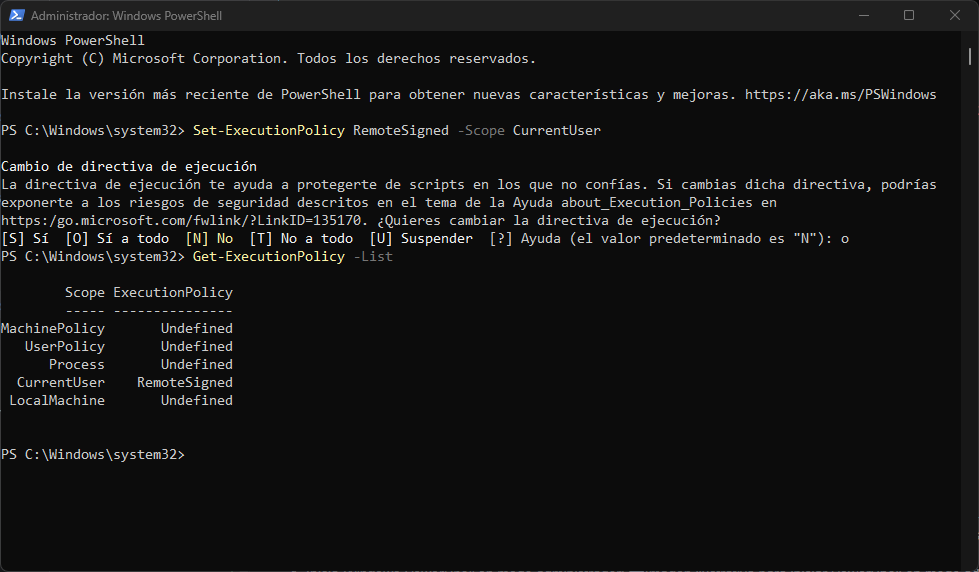 Administrador: Windows PowerShell
Windows PowerShell
Copyright (C) Microsoft Corporation. Todos los derechos reservados.
Instale la versión más reciente de PowerShell para obtener nuevas características y mejoras. https://aka.ms/PSWindows
PS C:\Windows\system32> Set-ExecutionPolicy RemoteSigned -Scope CurrentUser
Cambio de directiva de ejecución
La directiva de ejecución te ayuda a protegerte de scripts en los que no confías. Si cambias dicha directiva, podrías
exponerte a los riesgos de seguridad descritos en el tema de la Ayuda about_Execution_Policies en
https:/go.microsoft.com/fwlink/?LinkID=135170. ¿Quieres cambiar la directiva de ejecución?
[S] Sí  [O] Sí a todo  [N] No  [T] No a todo  [U] Suspender  [?] Ayuda (el valor predeterminado es "N"): o
PS C:\Windows\system32> Get-ExecutionPolicy -List
        Scope ExecutionPolicy
        ----- ---------------
MachinePolicy       Undefined
   UserPolicy       Undefined
      Process       Undefined
  CurrentUser    RemoteSigned
 LocalMachine       Undefined
PS C:\Windows\system32>